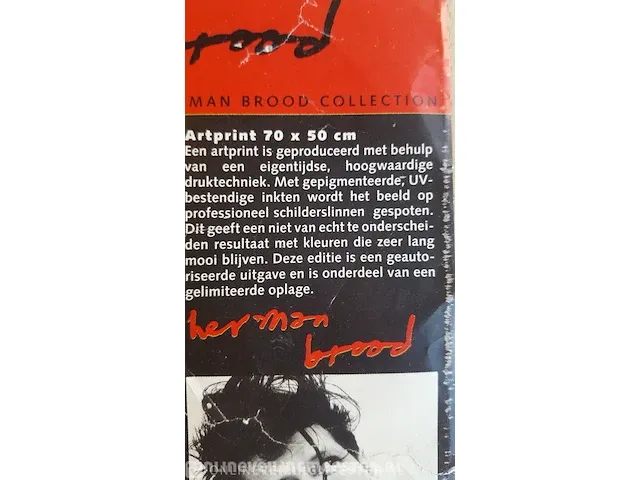 MAN BROOD COLLECTION
Artprint 70 x 50 cm
Een artprint is geproduceerd met behulp
van een eigentijdse, hoogwaardige
druktechniek. Met gepigmenteerde, UV-
bestendige inkten wordt het beeld op
professioneel schilderslinnen gespoten.
Dit geeft een niet van echt te onderschei-
den resultaat met kleuren die zeer lang
mooi blijven. Deze editie is een geauto-
riseerde uitgave en is onderdeel van een
gelimiteerde oplage.
herman
brood